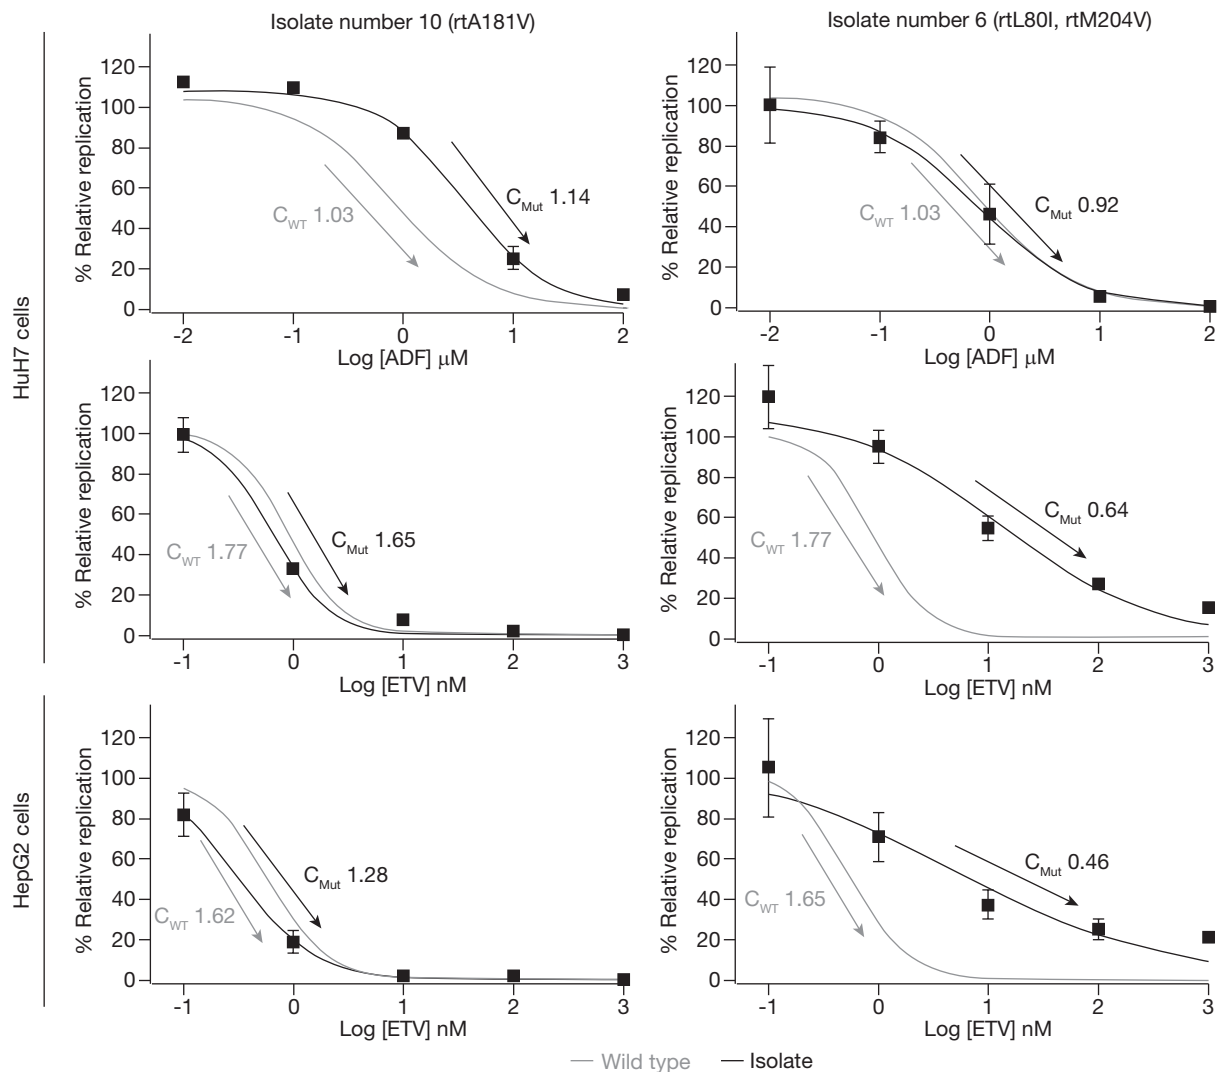 Isolate number 10 (rtA181V)
Isolate number 6 (rtL80I, rtM204V)
HuH7 cells
% Relative replication
120
100
80
60
40
20
0
C_WT 1.03
C_Mut 1.14
-2 -1 0 1 2
Log [ADF] μM
% Relative replication
120
100
80
60
40
20
0
C_WT 1.03
C_Mut 0.92
-2 -1 0 1 2
Log [ADF] μM
% Relative replication
120
100
80
60
40
20
0
C_WT 1.77
C_Mut 1.65
-1 0 1 2 3
Log [ETV] nM
% Relative replication
120
100
80
60
40
20
0
C_WT 1.77
C_Mut 0.64
-1 0 1 2 3
Log [ETV] nM
HepG2 cells
% Relative replication
120
100
80
60
40
20
0
C_WT 1.62
C_Mut 1.28
-1 0 1 2 3
Log [ETV] nM
% Relative replication
120
100
80
60
40
20
0
C_WT 1.65
C_Mut 0.46
-1 0 1 2 3
Log [ETV] nM
Wild type
Isolate